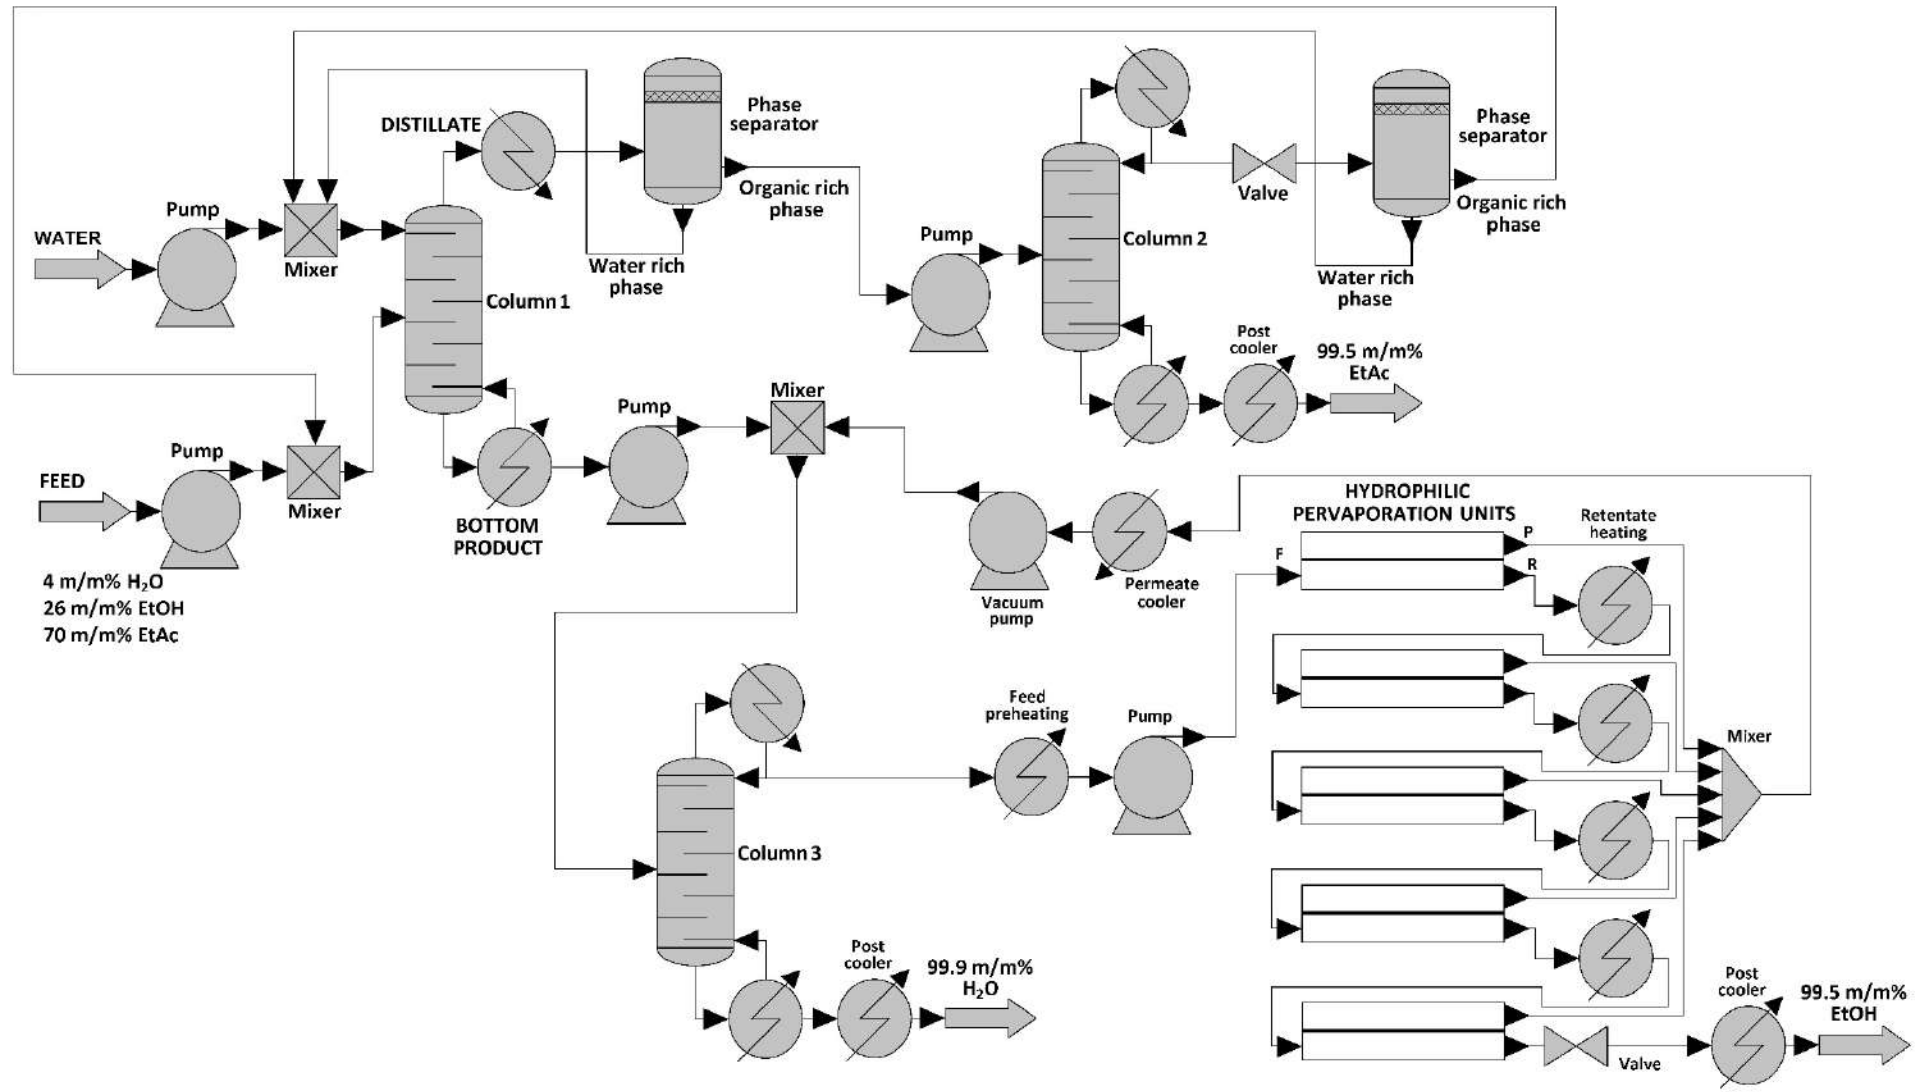 Phase
separator
DISTILLATE
Organic rich
phase
Pump
WATER
Mixer
Water rich
phase
Column 1
Phase
separator
Valve
Organic rich
phase
Pump
Column 2
Water rich
phase
Post
cooler
99.5 m/m%
EtAc
Mixer
Pump
Pump
FEED
Mixer
BOTTOM
PRODUCT
4 m/m% H₂O
26 m/m% EtOH
70 m/m% EtAc
Vacuum
pump
Permeate
cooler
HYDROPHILIC
PERVAPORATION UNITS
Retentate
heating
F
P
R
Feed
preheating
Pump
Mixer
Column 3
Post
cooler
99.9 m/m%
H₂O
Valve
Post
cooler
99.5 m/m%
EtOH